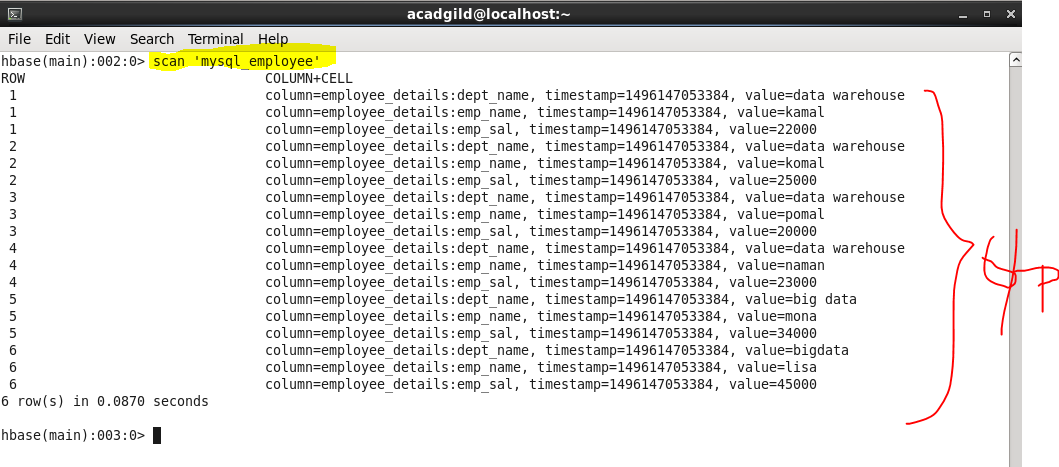 acadgild@localhost:~
File Edit View Search Terminal Help
hbase(main):002:0> scan 'mysql_employee'
ROW COLUMN+CELL
1 column=employee_details:dept_name, timestamp=1496147053384, value=data warehouse
1 column=employee_details:emp_name, timestamp=1496147053384, value=kamal
1 column=employee_details:emp_sal, timestamp=1496147053384, value=22000
2 column=employee_details:dept_name, timestamp=1496147053384, value=data warehouse
2 column=employee_details:emp_name, timestamp=1496147053384, value=komal
2 column=employee_details:emp_sal, timestamp=1496147053384, value=25000
3 column=employee_details:dept_name, timestamp=1496147053384, value=data warehouse
3 column=employee_details:emp_name, timestamp=1496147053384, value=pomal
3 column=employee_details:emp_sal, timestamp=1496147053384, value=20000
4 column=employee_details:dept_name, timestamp=1496147053384, value=data warehouse
4 column=employee_details:emp_name, timestamp=1496147053384, value=naman
4 column=employee_details:emp_sal, timestamp=1496147053384, value=23000
5 column=employee_details:dept_name, timestamp=1496147053384, value=big data
5 column=employee_details:emp_name, timestamp=1496147053384, value=mona
5 column=employee_details:emp_sal, timestamp=1496147053384, value=34000
6 column=employee_details:dept_name, timestamp=1496147053384, value=bigdata
6 column=employee_details:emp_name, timestamp=1496147053384, value=lisa
6 column=employee_details:emp_sal, timestamp=1496147053384, value=45000
6 row(s) in 0.0870 seconds
hbase(main):003:0>